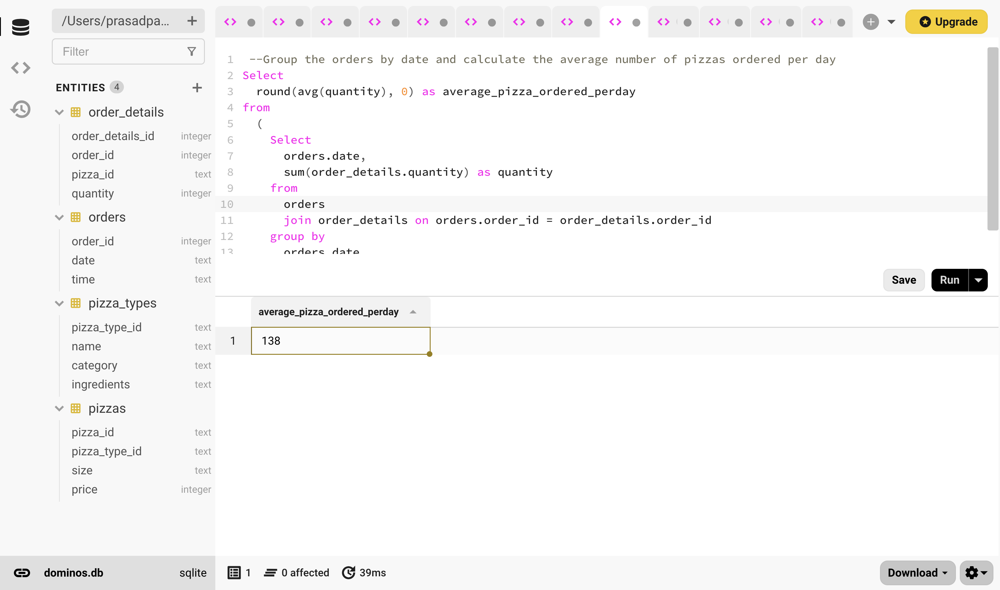 /Users/prasadpa...
Upgrade
Filter
ENTITIES 4
order_details
order_details_id integer
order_id integer
pizza_id text
quantity integer
orders
order_id integer
date text
time text
pizza_types
pizza_type_id text
name text
category text
ingredients text
pizzas
pizza_id text
pizza_type_id text
size text
price integer
dominos.db sqlite
1 --Group the orders by date and calculate the average number of pizzas ordered per day
2 Select
3 round(avg(quantity), 0) as average_pizza_ordered_perday
4 from
5 (
6 Select
7 orders.date,
8 sum(order_details.quantity) as quantity
9 from
10 orders
11 join order_details on orders.order_id = order_details.order_id
12 group by
13 orders.date
Save Run
average_pizza_ordered_perday
1 138
1 0 affected 39ms
Download